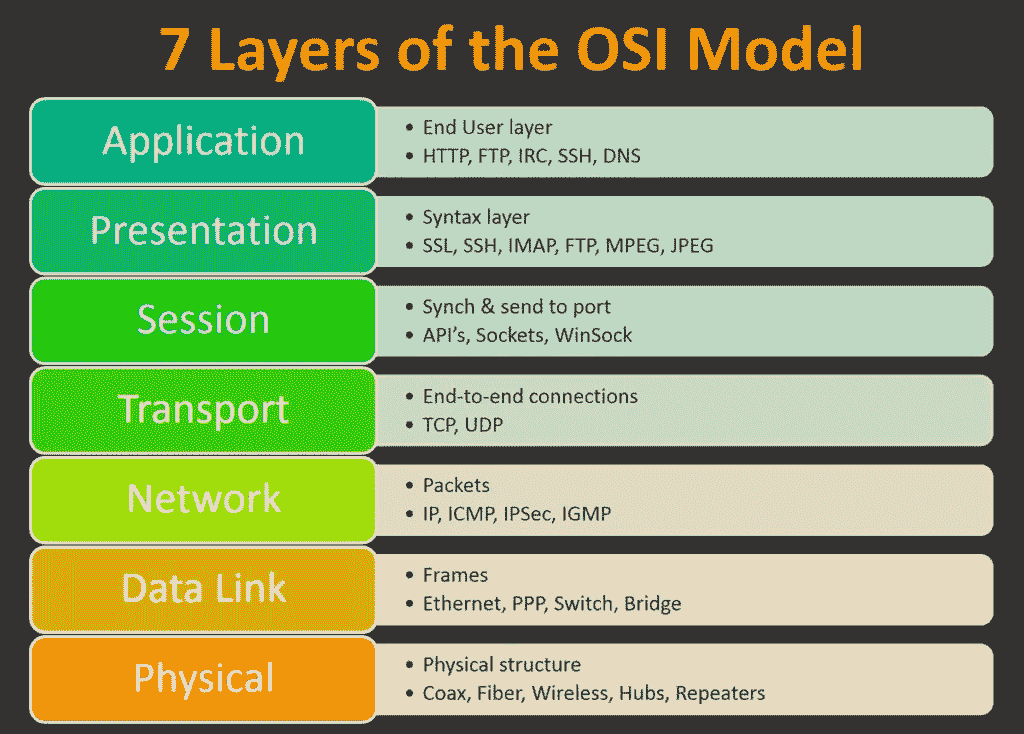 7 Layers of the OSI Model
Application
• End User layer
• HTTP, FTP, IRC, SSH, DNS
Presentation
• Syntax layer
• SSL, SSH, IMAP, FTP, MPEG, JPEG
Session
• Synch & send to port
• API’s, Sockets, WinSock
Transport
• End-to-end connections
• TCP, UDP
Network
• Packets
• IP, ICMP, IPSec, IGMP
Data Link
• Frames
• Ethernet, PPP, Switch, Bridge
Physical
• Physical structure
• Coax, Fiber, Wireless, Hubs, Repeaters